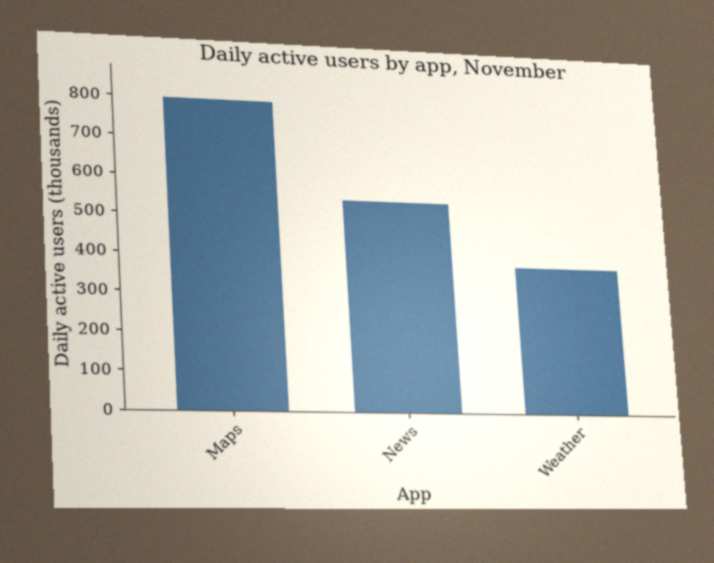 Daily active users by app, November
Daily active users (thousands)
800
700
600
500
400
300
200
100
0
Maps
News
Weather
App